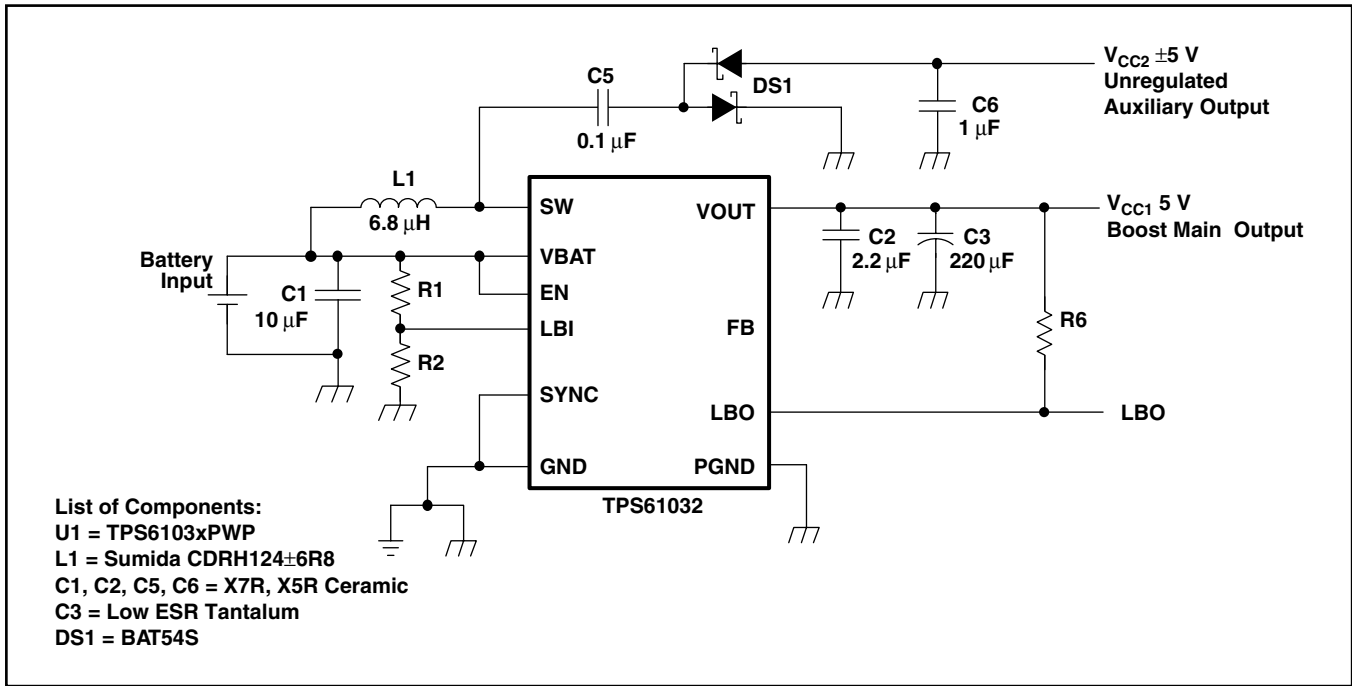 C5
0.1 µF
DS1
C6
1 µF
VCC2 ±5 V
Unregulated
Auxiliary Output
L1
6.8 µH
SW
VOUT
VCC1 5 V
Boost Main Output
C2
2.2 µF
C3
220 µF
Battery
Input
C1
10 µF
R1
R2
VBAT
EN
LBI
FB
R6
SYNC
LBO
LBO
GND
PGND
TPS61032
List of Components:
U1 = TPS6103xPWP
L1 = Sumida CDRH124±6R8
C1, C2, C5, C6 = X7R, X5R Ceramic
C3 = Low ESR Tantalum
DS1 = BAT54S